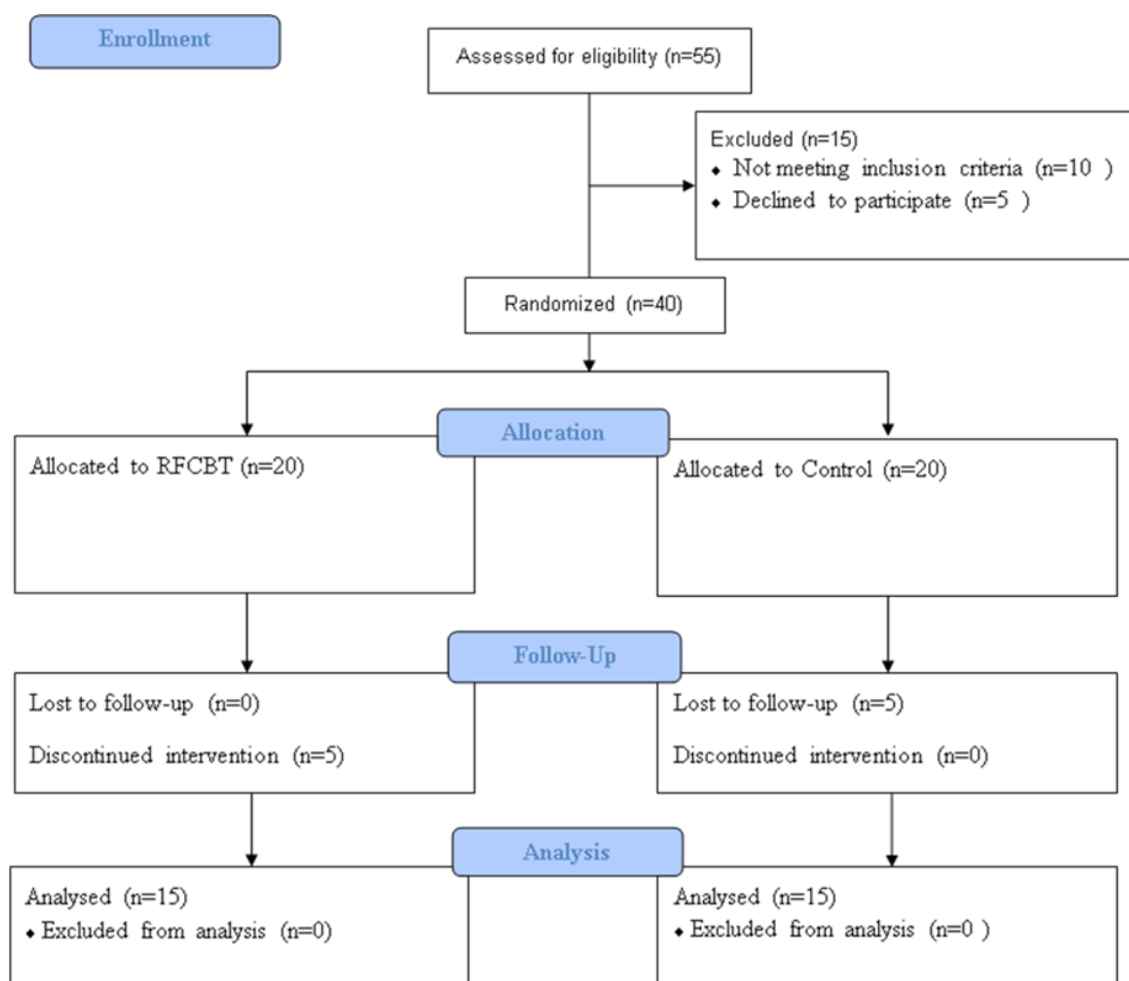 Enrollment
Assessed for eligibility (n=55)
Excluded (n=15)
⬥ Not meeting inclusion criteria (n=10 )
⬥ Declined to participate (n=5 )
Randomized (n=40)
Allocation
Allocated to RFCBT (n=20)
Allocated to Control (n=20)
Follow-Up
Lost to follow-up (n=0)
Discontinued intervention (n=5)
Lost to follow-up (n=5)
Discontinued intervention (n=0)
Analysis
Analysed (n=15)
⬥ Excluded from analysis (n=0)
Analysed (n=15)
⬥ Excluded from analysis (n=0 )